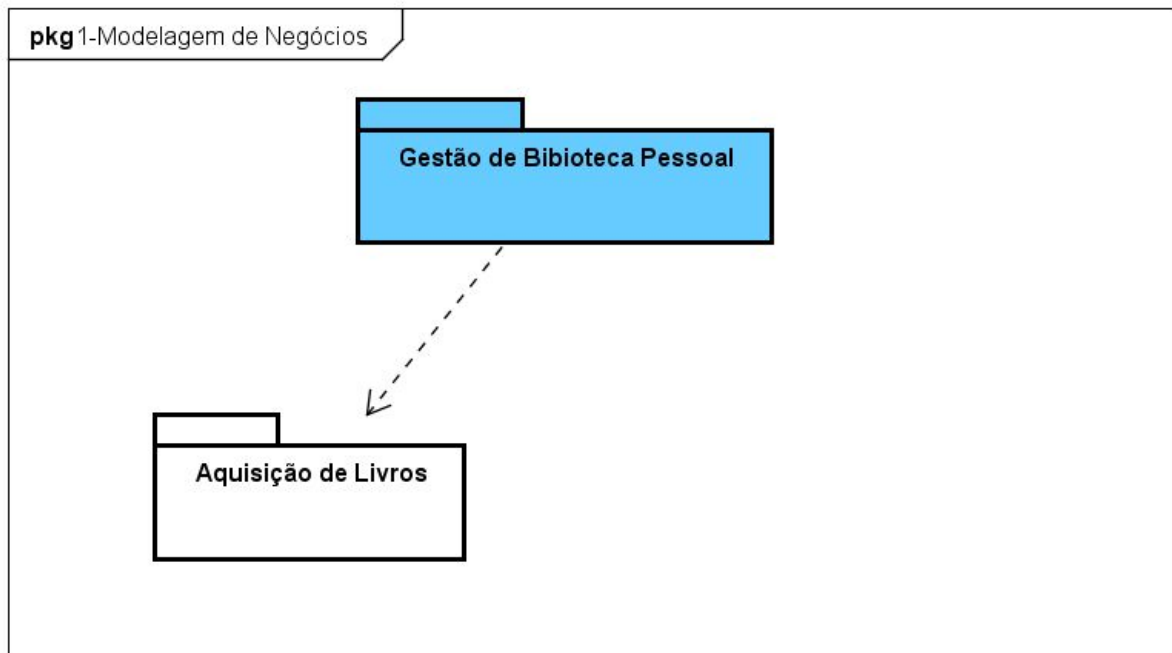 pkg 1-Modelagem de Negócios
Gestão de Bibioteca Pessoal
Aquisição de Livros